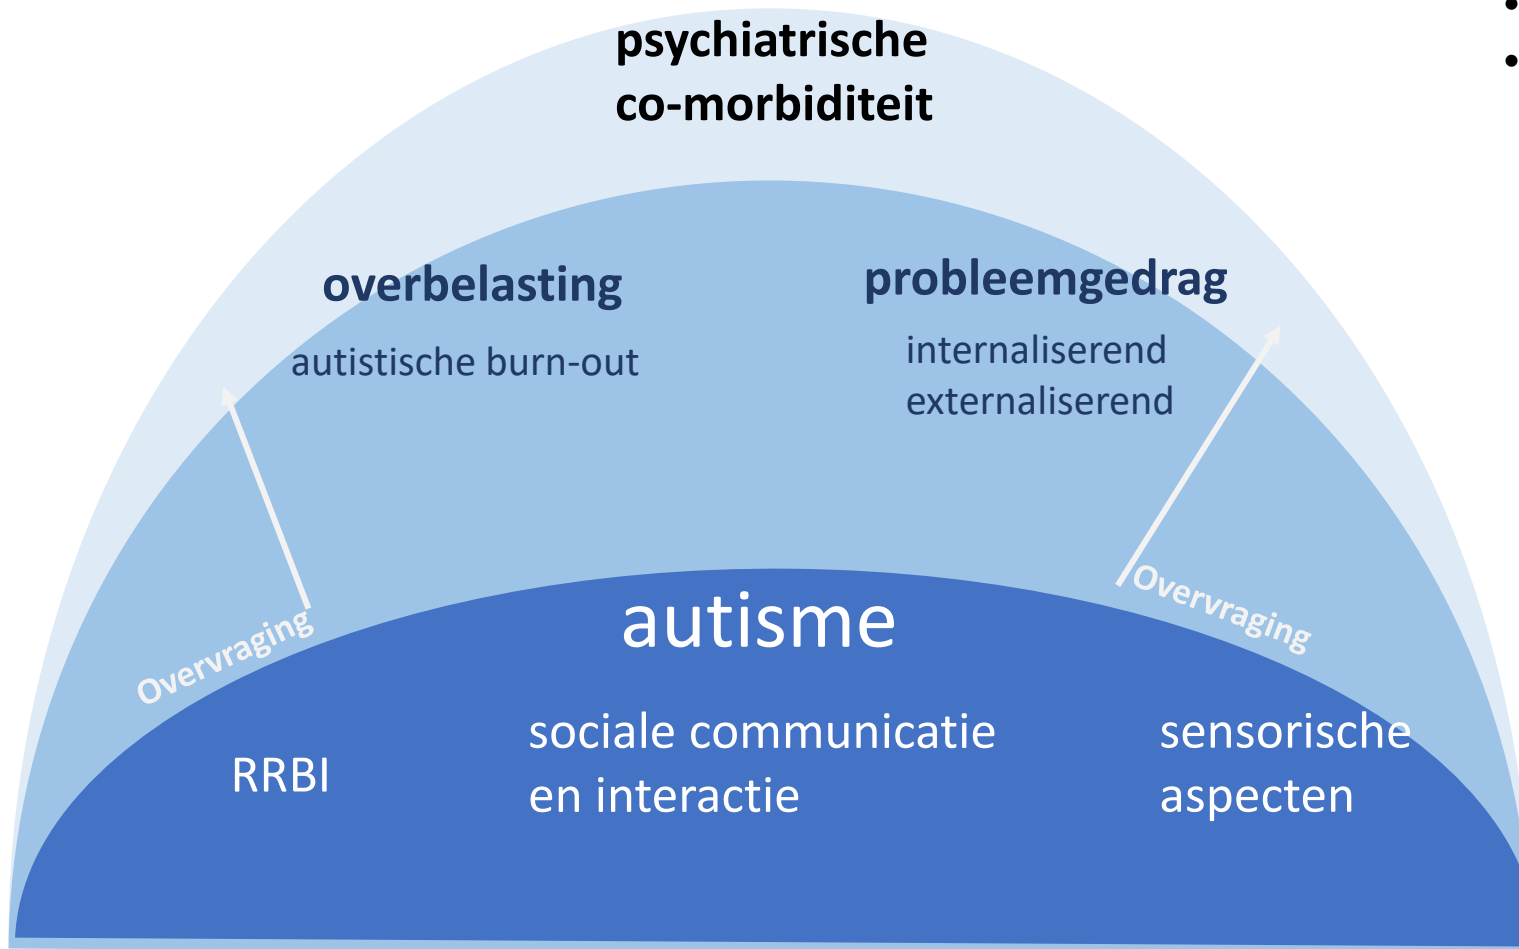 psychiatrische
co-morbiditeit
overbelasting
autistische burn-out
probleemgedrag
internaliserend
externaliserend
Overvraging
Overvraging
autisme
RRBI
sociale communicatie
en interactie
sensorische
aspecten